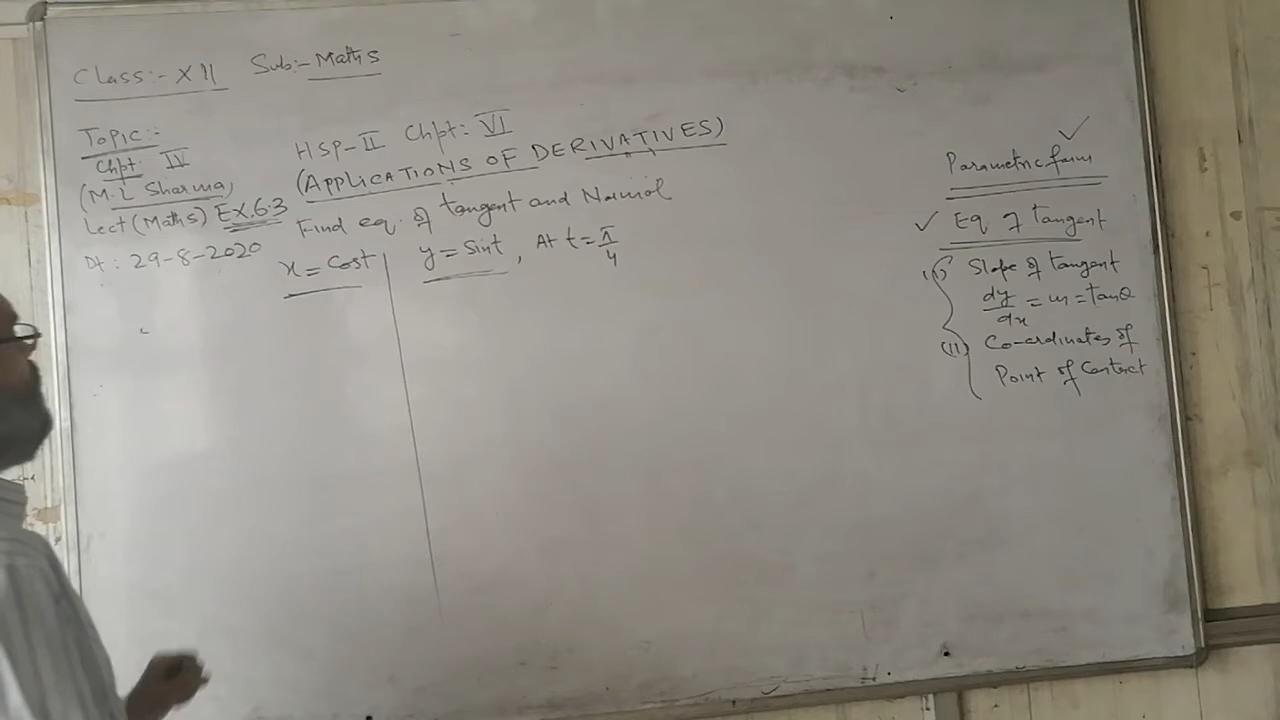 Class:- XII Sub:- Maths
Topic:-
Chpt: IV
(M.L Sharma)
Lect (Maths) EX.6.3
Dt: 29-8-2020
HSP-II Chpt: VI
(APPLICATIONS OF DERIVATIVES)
Find eq. of tangent and Normal
x = Cost y = Sint, At t = π/4
Parametric form ✓
✓ Eq of Tangent
(i) Slope of tangent
dy/dx = m = tanθ
(II) Co-ordinates of
Point of Contact